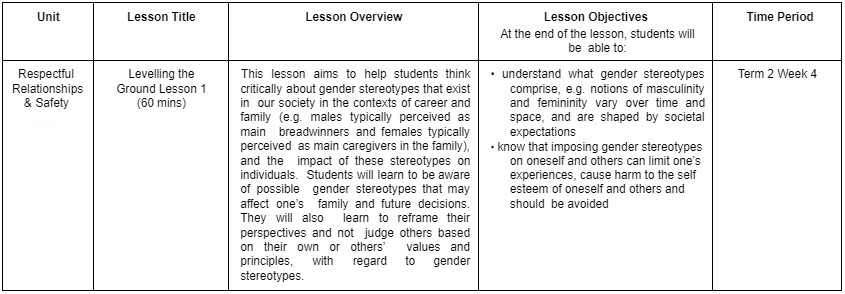 Unit
Lesson Title
Lesson Overview
Lesson Objectives
At the end of the lesson, students will
be able to:
Time Period
Respectful
Relationships
& Safety
Levelling the
Ground Lesson 1
(60 mins)
This lesson aims to help students think
critically about gender stereotypes that exist
in our society in the contexts of career and
family (e.g. males typically perceived as
main breadwinners and females typically
perceived as main caregivers in the family),
and the impact of these stereotypes on
individuals. Students will learn to be aware
of possible gender stereotypes that may
affect one's family and future decisions.
They will also learn to reframe their
perspectives and not judge others based
on their own or others' values and
principles, with regard to gender
stereotypes.
• understand what gender stereotypes
comprise, e.g. notions of masculinity
and femininity vary over time and
space, and are shaped by societal
expectations
• know that imposing gender stereotypes
on oneself and others can limit one's
experiences, cause harm to the self
esteem of oneself and others and
should be avoided
Term 2 Week 4